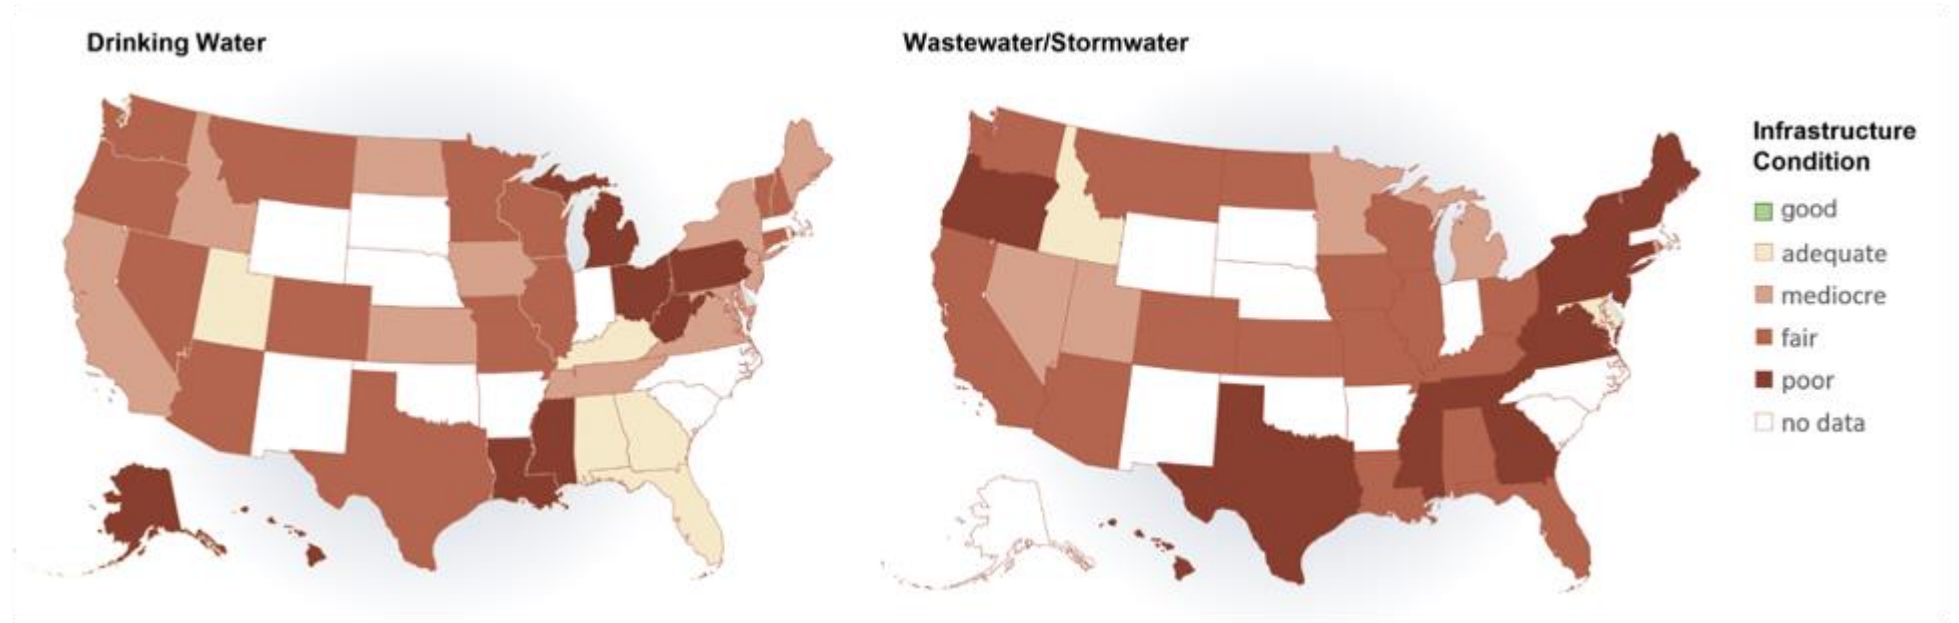 Drinking Water
Wastewater/Stormwater
Infrastructure
Condition
good
adequate
mediocre
fair
poor
no data